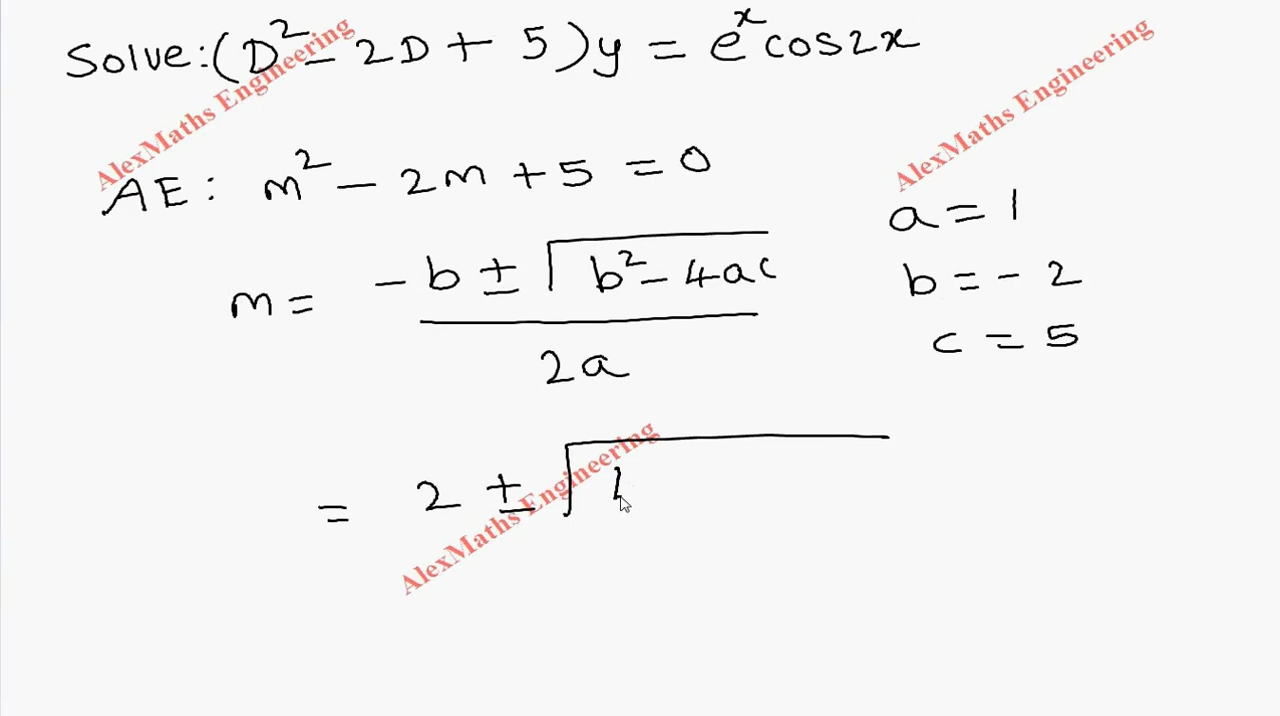 Solve: (D² - 2D + 5)y = eˣ cos2x
AlexMaths Engineering
AlexMaths Engineering
AE: m² - 2m + 5 = 0
a = 1
m = (-b ± √(b² - 4ac)) / 2a
b = - 2
c = 5
= 2 ± √
AlexMaths Engineering